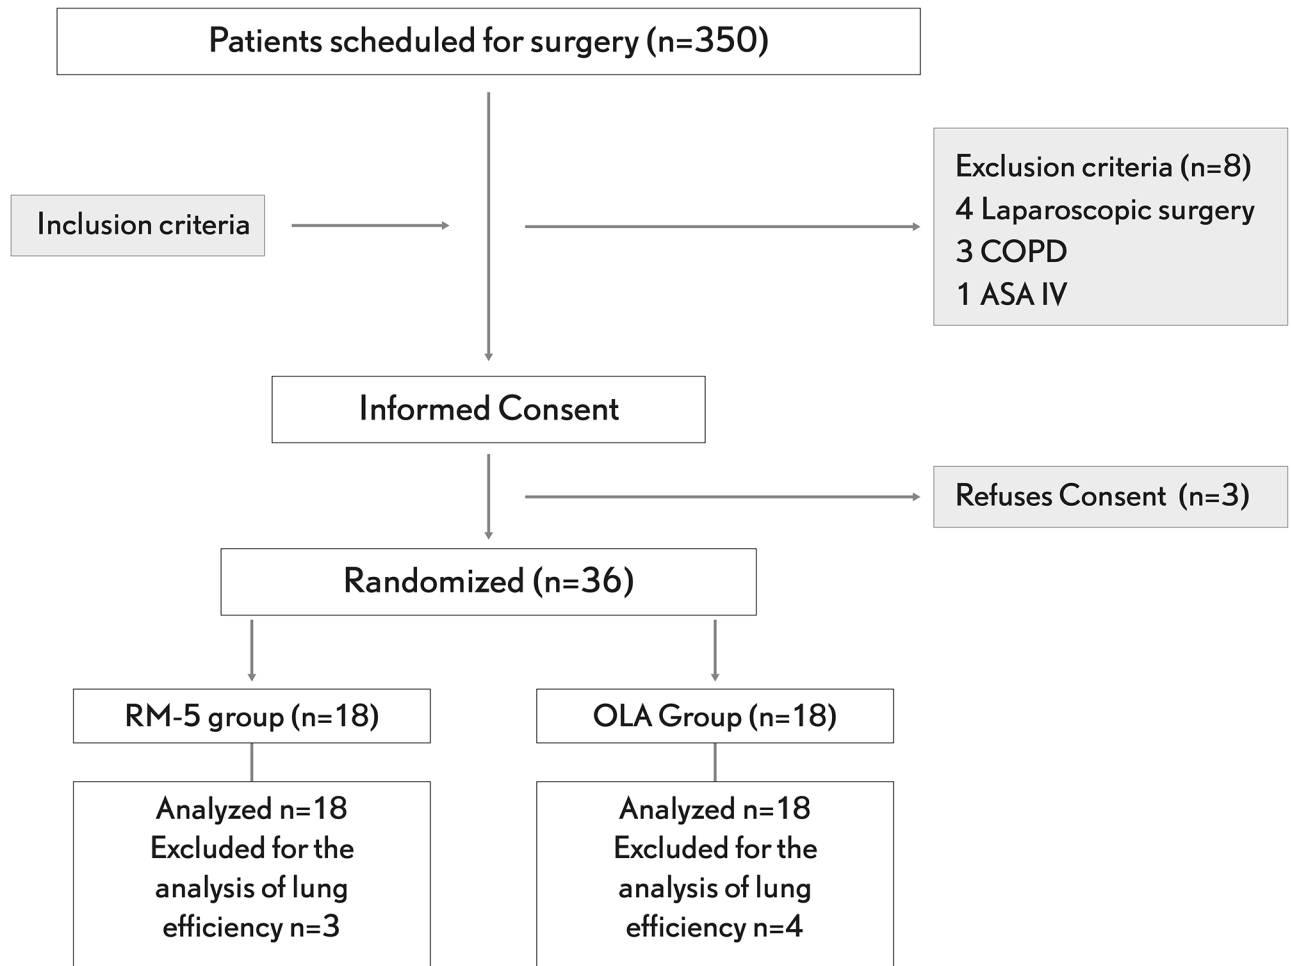 Patients scheduled for surgery (n=350)
Inclusion criteria
Exclusion criteria (n=8)
4 Laparoscopic surgery
3 COPD
1 ASA IV
Informed Consent
Refuses Consent (n=3)
Randomized (n=36)
RM-5 group (n=18)
OLA Group (n=18)
Analyzed n=18
Excluded for the
analysis of lung
efficiency n=3
Analyzed n=18
Excluded for the
analysis of lung
efficiency n=4